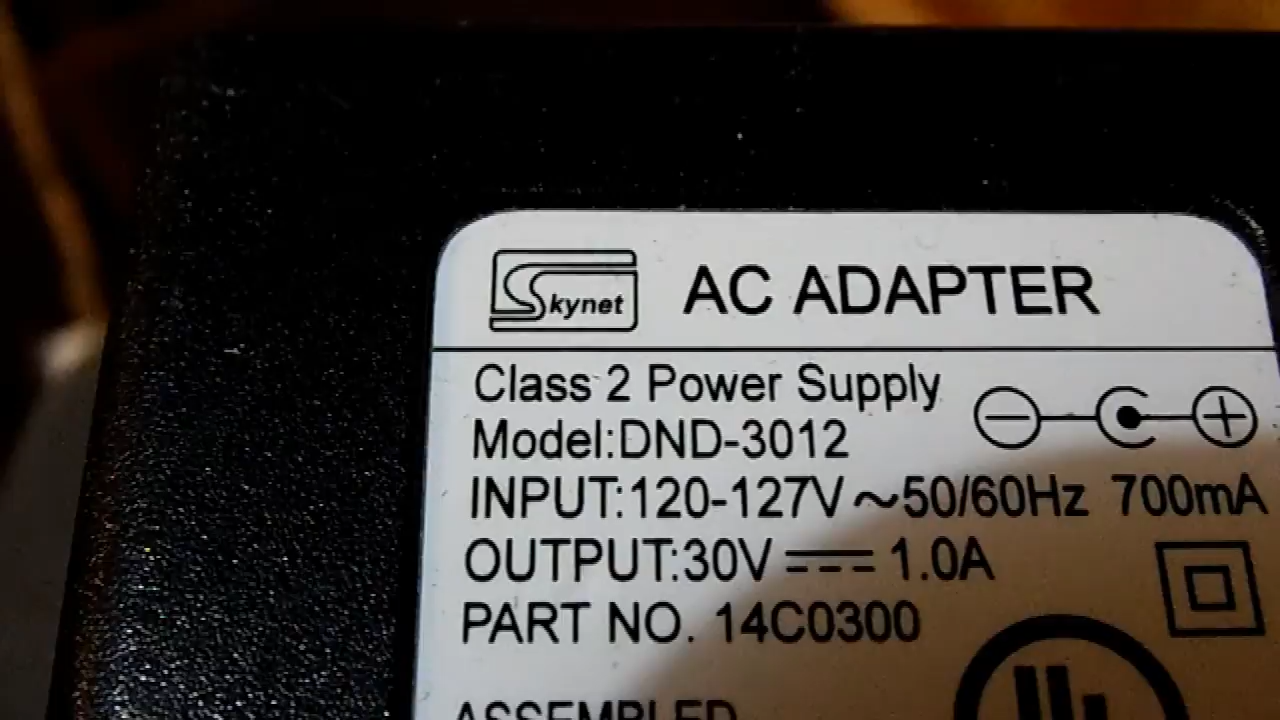 Skynet AC ADAPTER
Class 2 Power Supply
Model:DND-3012
INPUT:120-127V~50/60Hz 700mA
OUTPUT:30V⎓1.0A
PART NO. 14C0300
ASSEMBLED